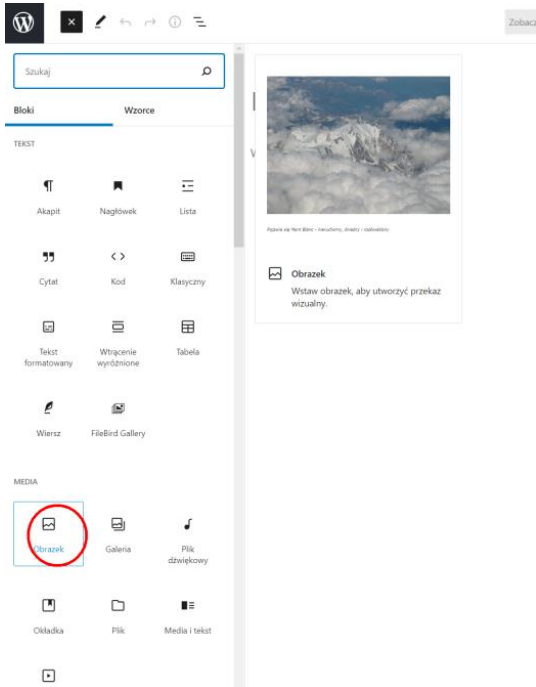 Zobacz
Szukaj
Bloki
Wzorce
TEKST
Akapit
Nagłówek
Lista
Cytat
Kod
Klasyczny
Tekst
formatowany
Wtrącenie
wyróżnione
Tabela
Wiersz
FileBird Gallery
MEDIA
Obrazek
Galeria
Plik
dźwiękowy
Okładka
Plik
Media i tekst
Obrazek
Wstaw obrazek, aby utworzyć przekaz
wizualny.